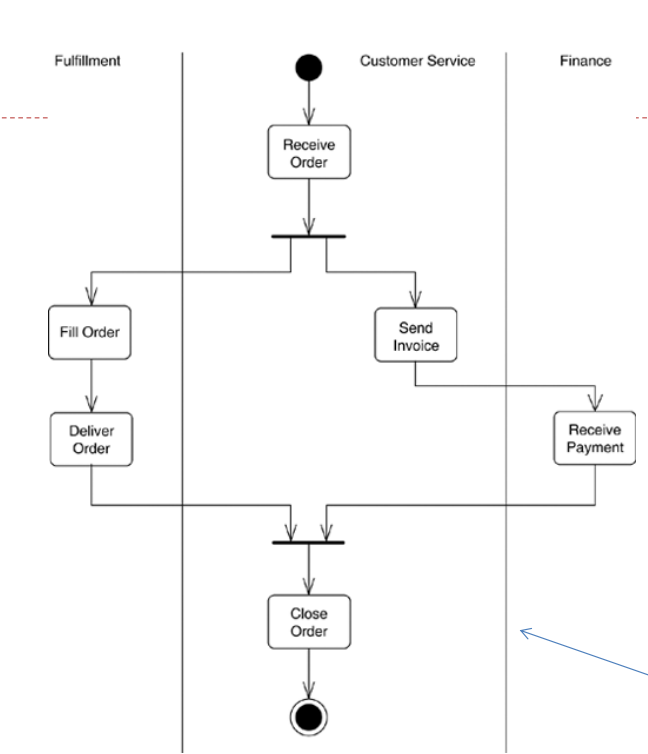 Fulfillment
Customer Service
Finance
Receive
Order
Fill Order
Send
Invoice
Deliver
Order
Receive
Payment
Close
Order